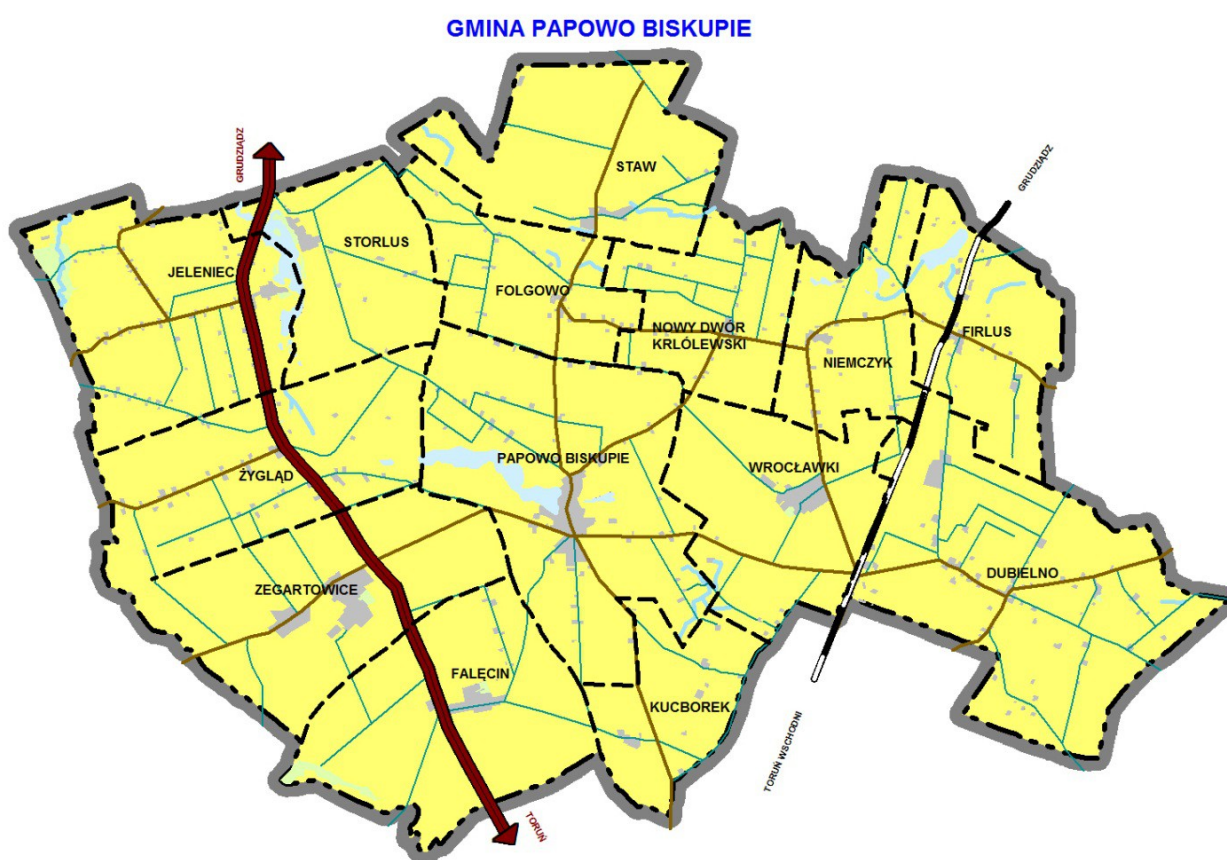 GMINA PAPOWO BISKUPIE
GRUDZIĄDZ
GRUDZIĄDZ
STAW
STORLUS
JELENIEC
FOLGOWO
NOWY DWÓR
KRLÓLEWSKI
FIRLUS
NIEMCZYK
PAPOWO BISKUPIE
WROCŁAWKI
ŻYGLĄD
DUBIELNO
ZEGARTOWICE
FALĘCIN
KUCBOREK
TORUŃ WSCHODNI
TORUŃ